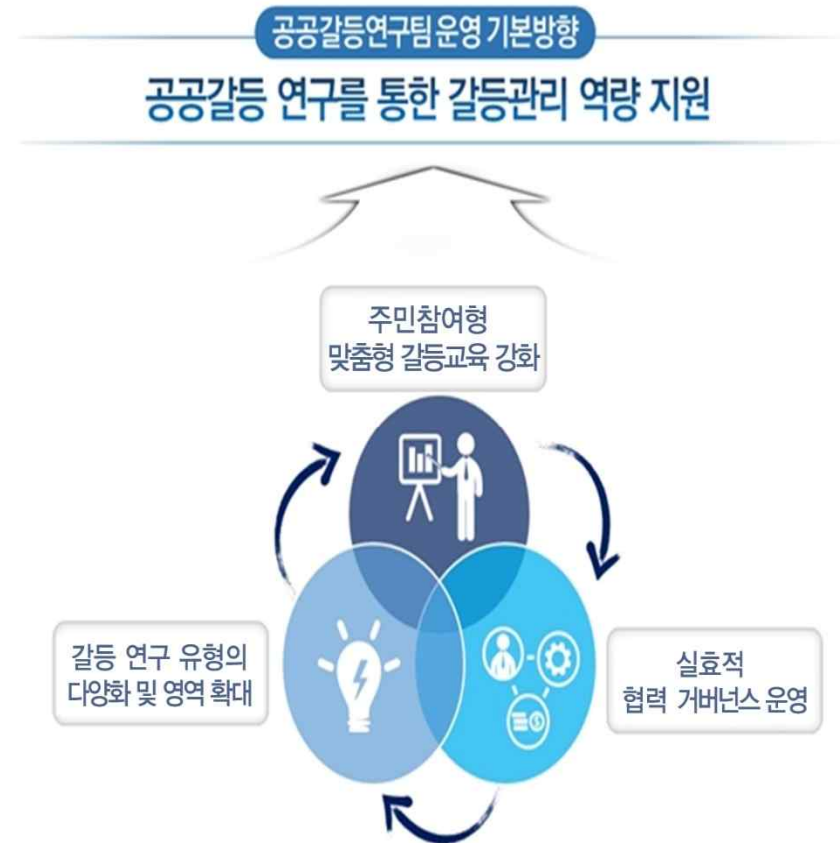 공공갈등연구팀 운영 기본방향
공공갈등 연구를 통한 갈등관리 역량 지원
주민참여형
맞춤형 갈등교육 강화
갈등 연구 유형의
다양화 및 영역 확대
실효적
협력 거버넌스 운영